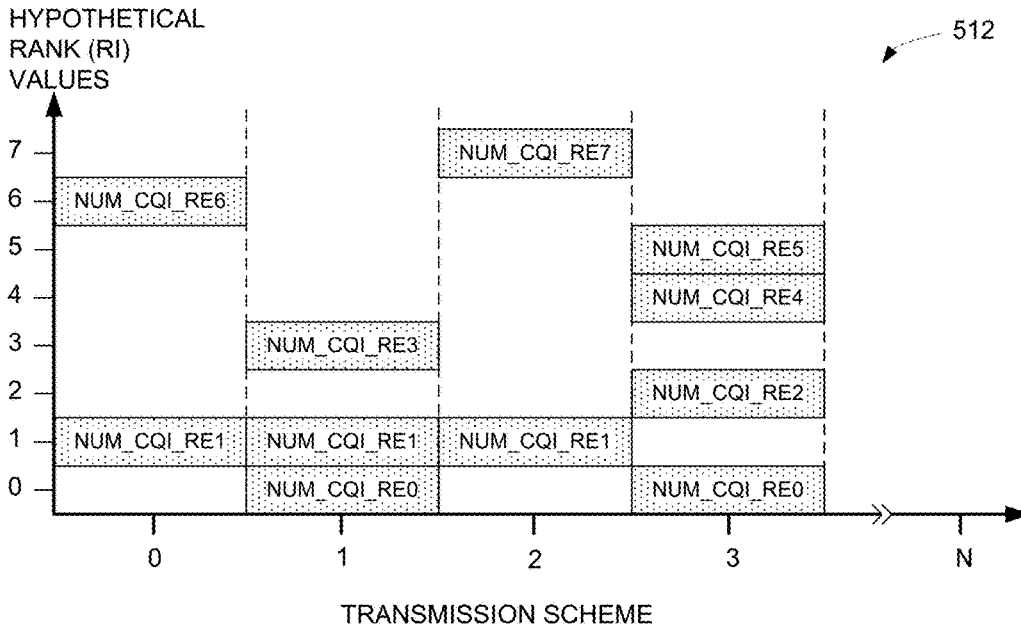 HYPOTHETICAL
RANK (RI)
VALUES
512
7
NUM_CQI_RE7
6
NUM_CQI_RE6
5
NUM_CQI_RE5
4
NUM_CQI_RE4
3
NUM_CQI_RE3
2
NUM_CQI_RE2
1
NUM_CQI_RE1
NUM_CQI_RE1
NUM_CQI_RE1
0
NUM_CQI_RE0
NUM_CQI_RE0
0
1
2
3
N
TRANSMISSION SCHEME